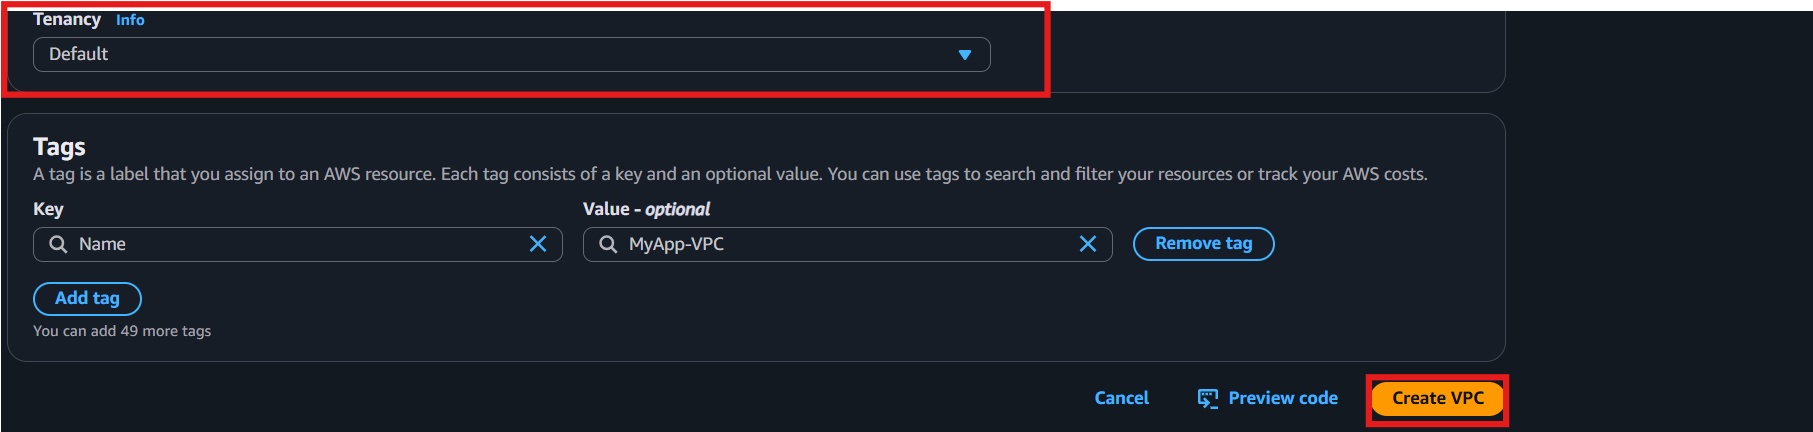 Tenancy Info
Default
Tags
A tag is a label that you assign to an AWS resource. Each tag consists of a key and an optional value. You can use tags to search and filter your resources or track your AWS costs.
Key Value - optional
Name MyApp-VPC Remove tag
Add tag
You can add 49 more tags
Cancel Preview code Create VPC